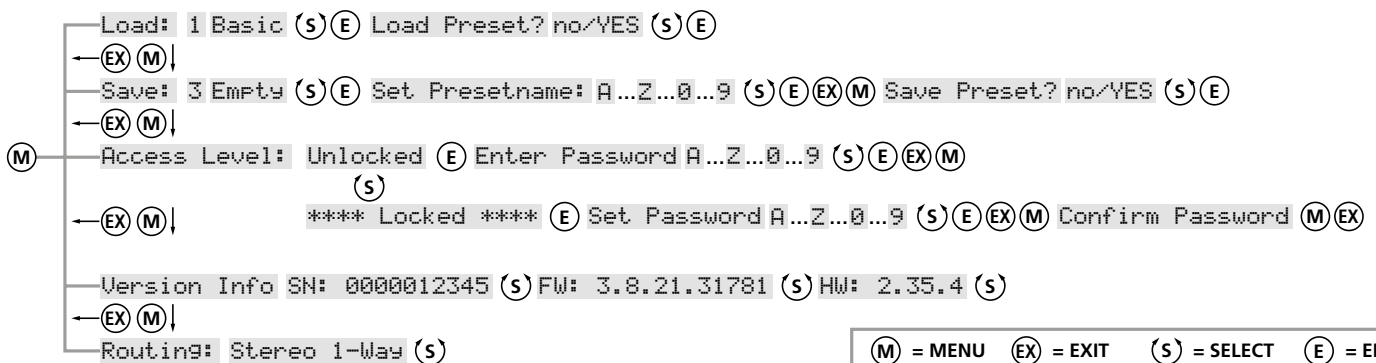 Load: 1 Basic (S) (E) Load Preset? no/YES (S) (E)
EX M
Save: 3 Empty (S) (E) Set Presetname: A...Z...0...9 (S) (E) (EX) (M) Save Preset? no/YES (S) (E)
EX M
M Access Level: Unlocked (E) Enter Password A...Z...0...9 (S) (E) (EX) (M)
S
EX M **** Locked **** (E) Set Password A...Z...0...9 (S) (E) (EX) (M) Confirm Password (M) (EX)
Version Info SN: 0000012345 (S) FW: 3.8.21.31781 (S) HW: 2.35.4 (S)
EX M
Routing: Stereo 1-Way (S)
M = MENU EX = EXIT S = SELECT E =